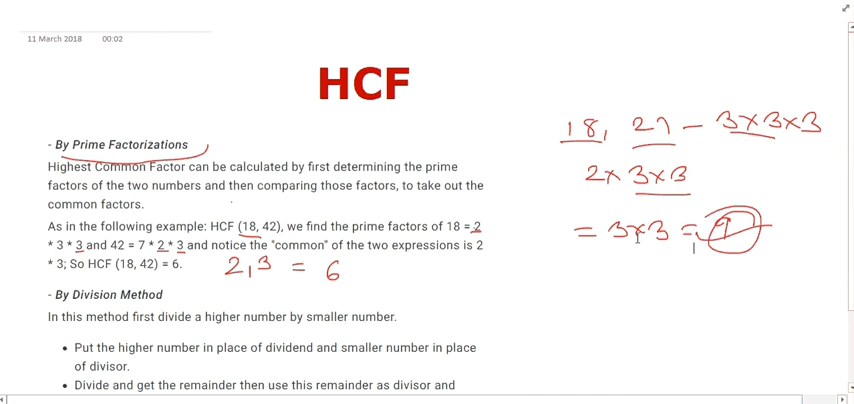 11 March 2018 00:02
HCF
- By Prime Factorizations
Highest Common Factor can be calculated by first determining the prime
factors of the two numbers and then comparing those factors, to take out the
common factors.
As in the following example: HCF (18, 42), we find the prime factors of 18 = 2
* 3 * 3 and 42 = 7 * 2 * 3 and notice the "common" of the two expressions is 2
* 3; So HCF (18, 42) = 6.
2,3 = 6
- By Division Method
In this method first divide a higher number by smaller number.
• Put the higher number in place of dividend and smaller number in place
of divisor.
• Divide and get the remainder then use this remainder as divisor and
18, 27 – 3×3×3
2× 3×3
= 3×3 = 9